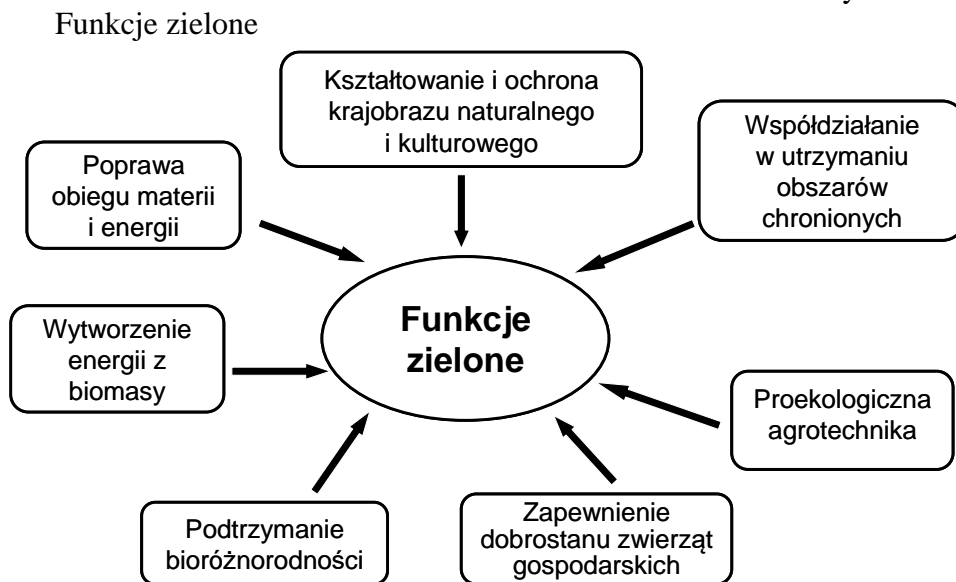 Funkcje zielone
Kształtowanie i ochrona
krajobrazu naturalnego
i kulturowego
Współdziałanie
w utrzymaniu
obszarów
chronionych
Poprawa
obiegu materii
i energii
Funkcje
zielone
Wytworzenie
energii z
biomasy
Proekologiczna
agrotechnika
Podtrzymanie
bioróżnorodności
Zapewnienie
dobrostanu zwierząt
gospodarskich